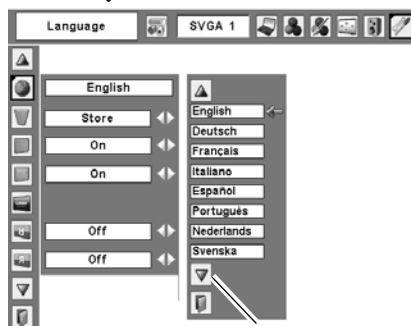 Language SVGA 1
English
Store
On
On
Off
Off
English
Deutsch
Français
Italiano
Español
Português
Nederlands
Svenska